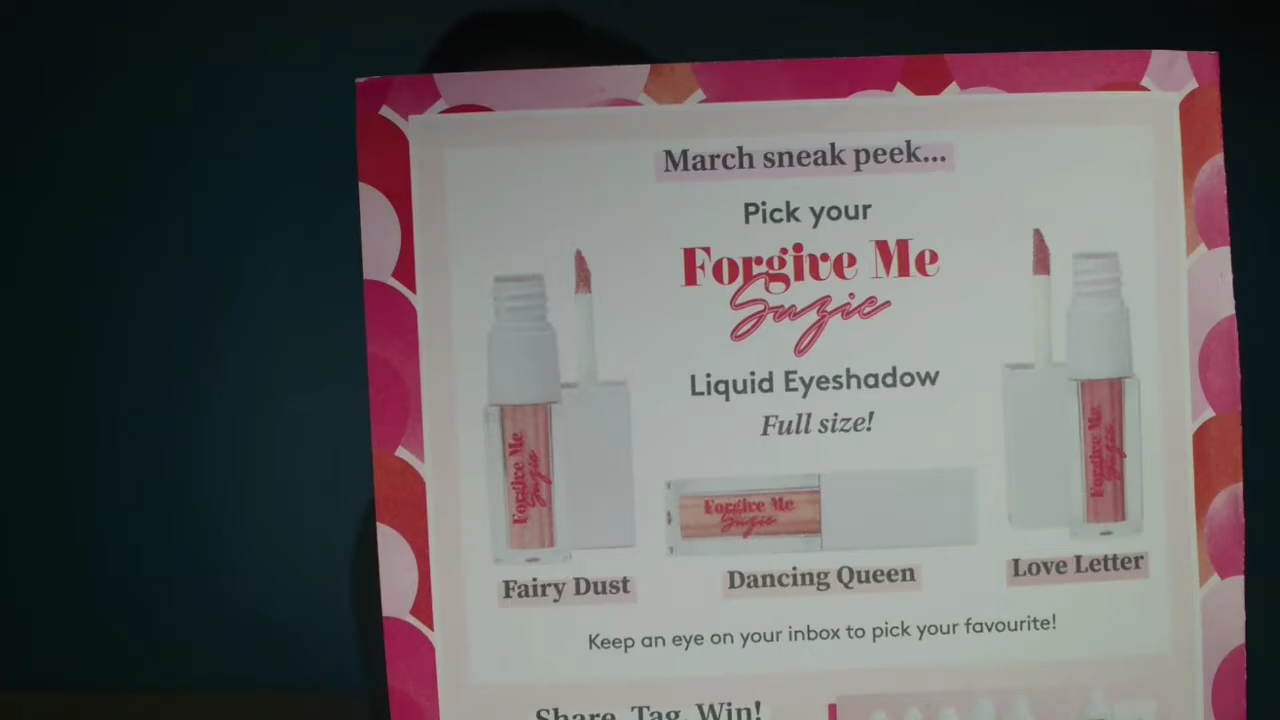 March sneak peek...
Pick your
Forgive Me
Suzie
Liquid Eyeshadow
Full size!
Forgive Me
Suzie
Forgive Me
Suzie
Forgive Me
Suzie
Fairy Dust
Dancing Queen
Love Letter
Keep an eye on your inbox to pick your favourite!
Share, Tag, Win!